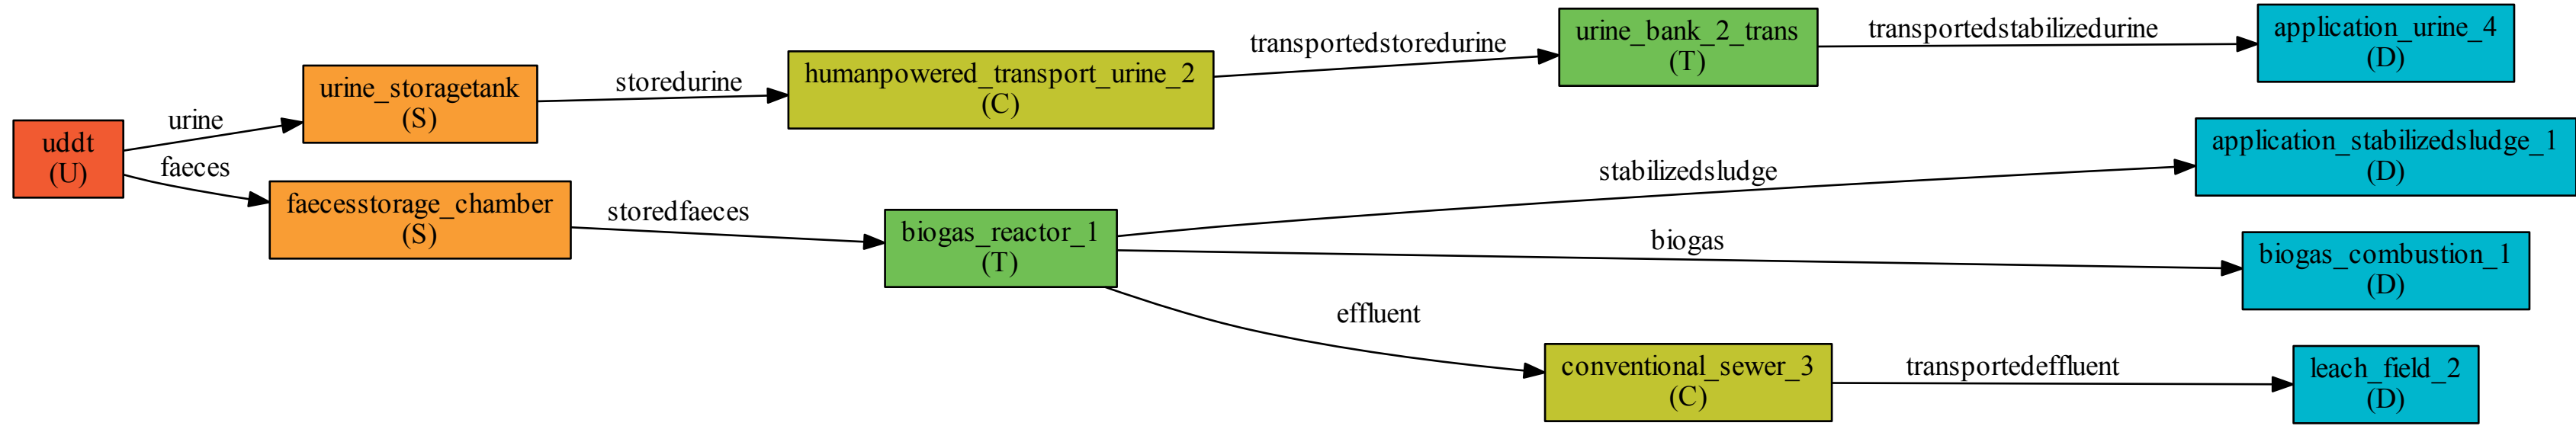 uddt
(U)
urine
faeces
urine_storagetank
(S)
faecesstorage_chamber
(S)
storedurine
storedfaeces
humanpowered_transport_urine_2
(C)
biogas_reactor_1
(T)
transportedstoredurine
stabilizedsludge
biogas
effluent
urine_bank_2_trans
(T)
conventional_sewer_3
(C)
transportedstabilizedurine
transportedeffluent
application_urine_4
(D)
application_stabilizedsludge_1
(D)
biogas_combustion_1
(D)
leach_field_2
(D)